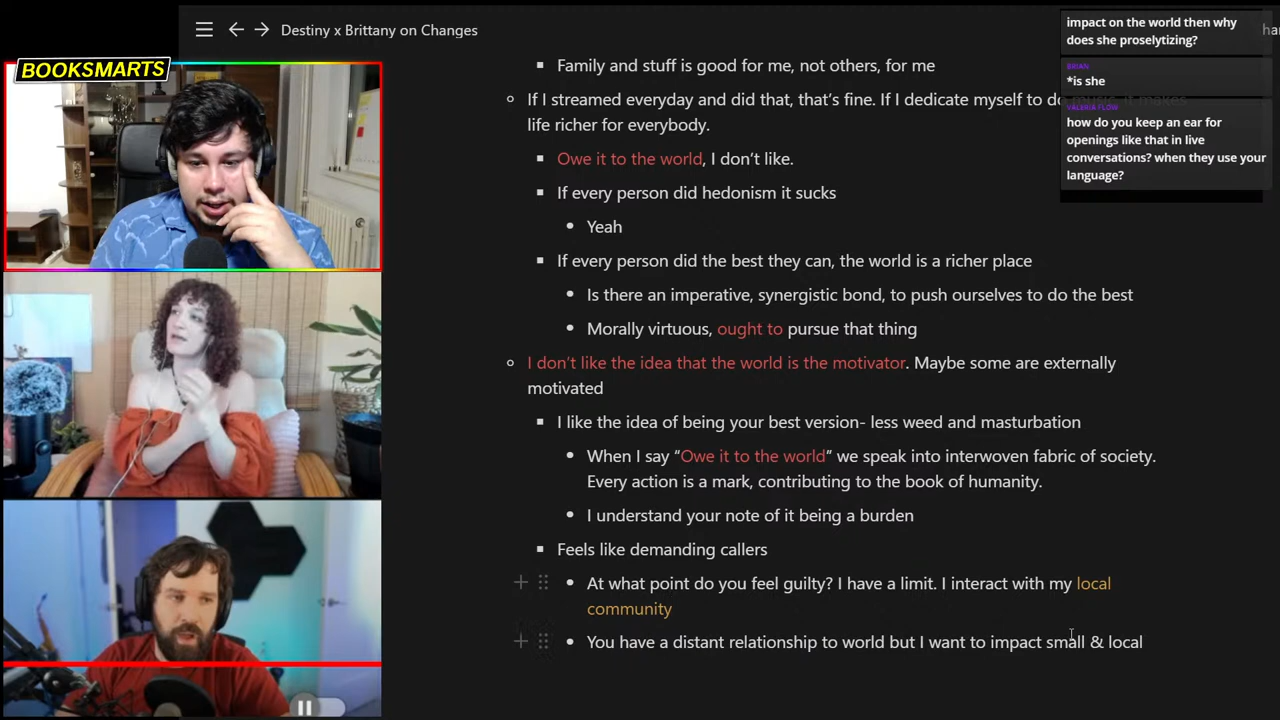 Destiny x Brittany on Changes
BOOKSMARTS
Family and stuff is good for me, not others, for me
If I streamed everyday and did that, that's fine. If I dedicate myself to do music, it makes
life richer for everybody.
Owe it to the world, I don't like.
If every person did hedonism it sucks
Yeah
If every person did the best they can, the world is a richer place
Is there an imperative, synergistic bond, to push ourselves to do the best
Morally virtuous, ought to pursue that thing
I don't like the idea that the world is the motivator. Maybe some are externally
motivated
I like the idea of being your best version- less weed and masturbation
When I say “Owe it to the world” we speak into interwoven fabric of society.
Every action is a mark, contributing to the book of humanity.
I understand your note of it being a burden
Feels like demanding callers
At what point do you feel guilty? I have a limit. I interact with my local
community
You have a distant relationship to world but I want to impact small & local
impact on the world then why
does she proselytizing?
BRIAN
*is she
VALERIA FLOW
how do you keep an ear for
openings like that in live
conversations? when they use your
language?